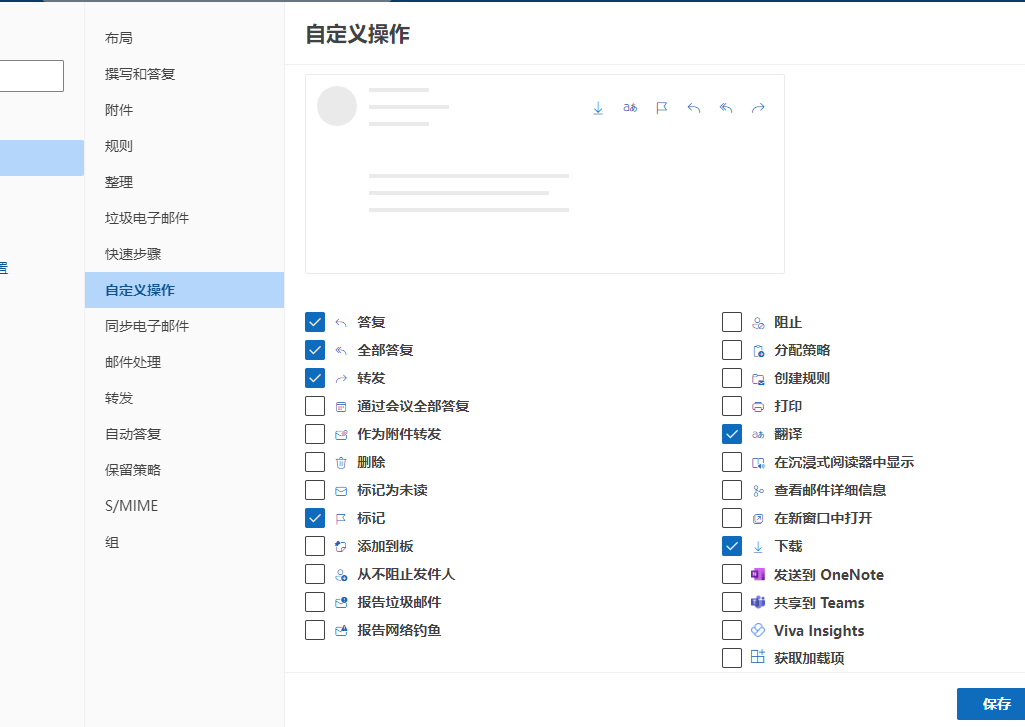 自定义操作
置
布局
撰写和答复
附件
规则
整理
垃圾电子邮件
快速步骤
自定义操作
同步电子邮件
邮件处理
转发
自动答复
保留策略
S/MIME
组
答复
全部答复
转发
通过会议全部答复
作为附件转发
删除
标记为未读
标记
添加到板
从不阻止发件人
报告垃圾邮件
报告网络钓鱼
阻止
分配策略
创建规则
打印
翻译
在沉浸式阅读器中显示
查看邮件详细信息
在新窗口中打开
下载
发送到 OneNote
共享到 Teams
Viva Insights
获取加载项
保存